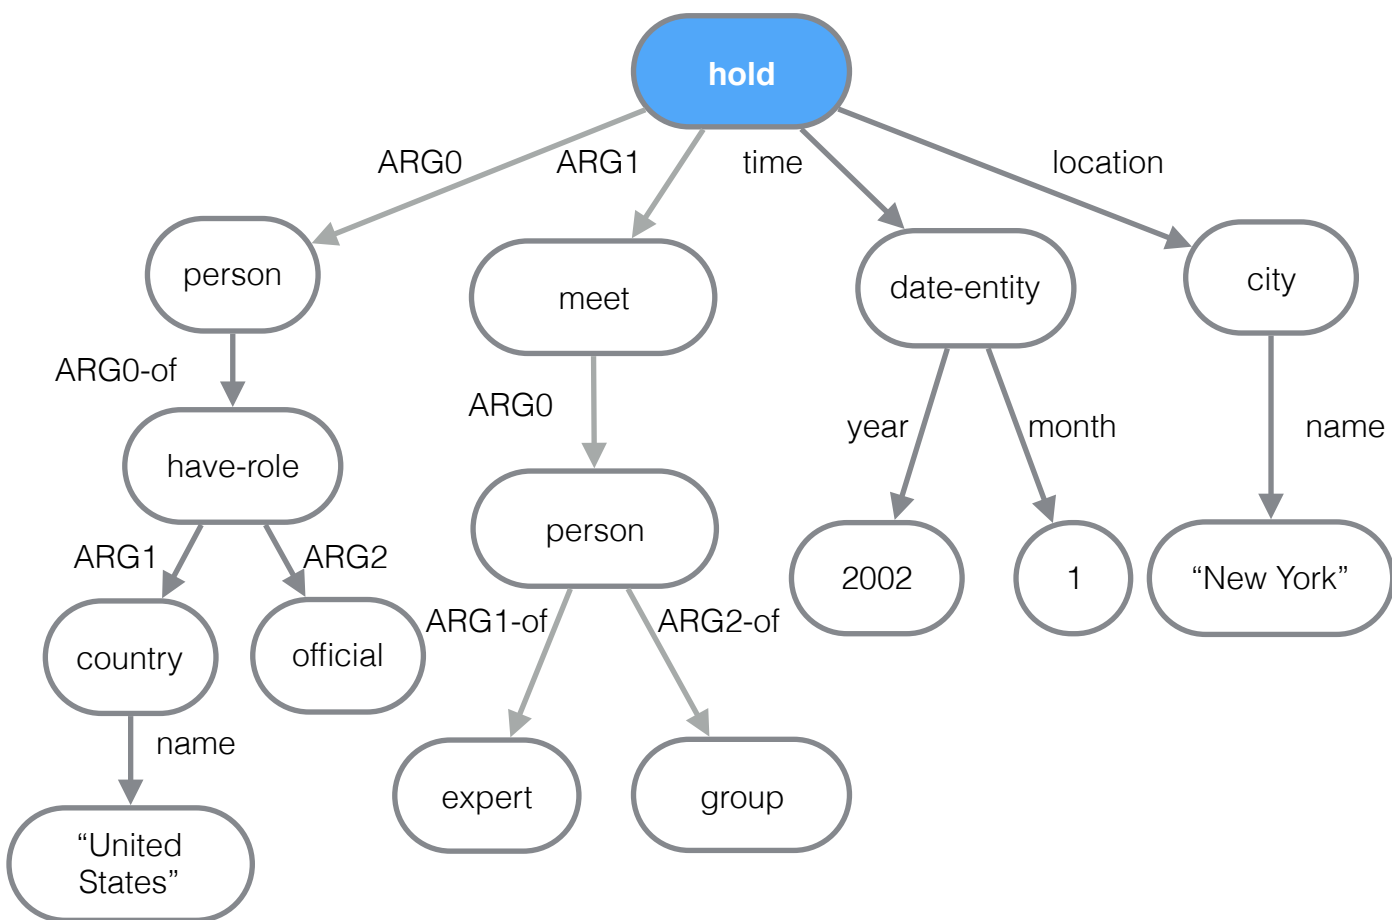 hold
ARG0
ARG1
time
location
person
meet
date-entity
city
ARG0-of
ARG0
year
month
name
have-role
person
ARG1
ARG2
2002
1
“New York”
ARG1-of
ARG2-of
country
official
name
expert
group
“United
States”